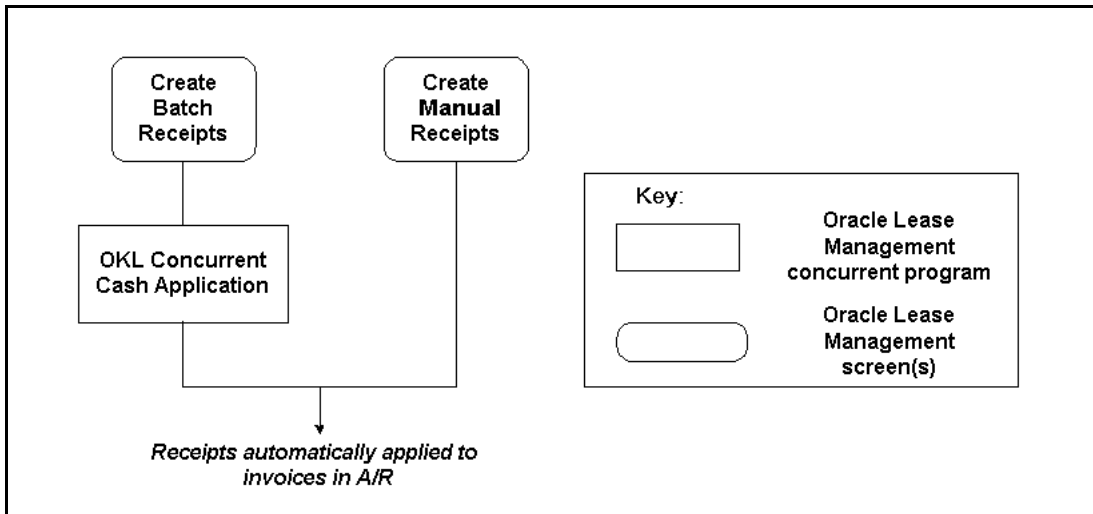 Create
Batch
Receipts
Create
Manual
Receipts
OKL Concurrent
Cash Application
Receipts automatically applied to
invoices in A/R
Key:
Oracle Lease
Management
concurrent program
Oracle Lease
Management
screen(s)